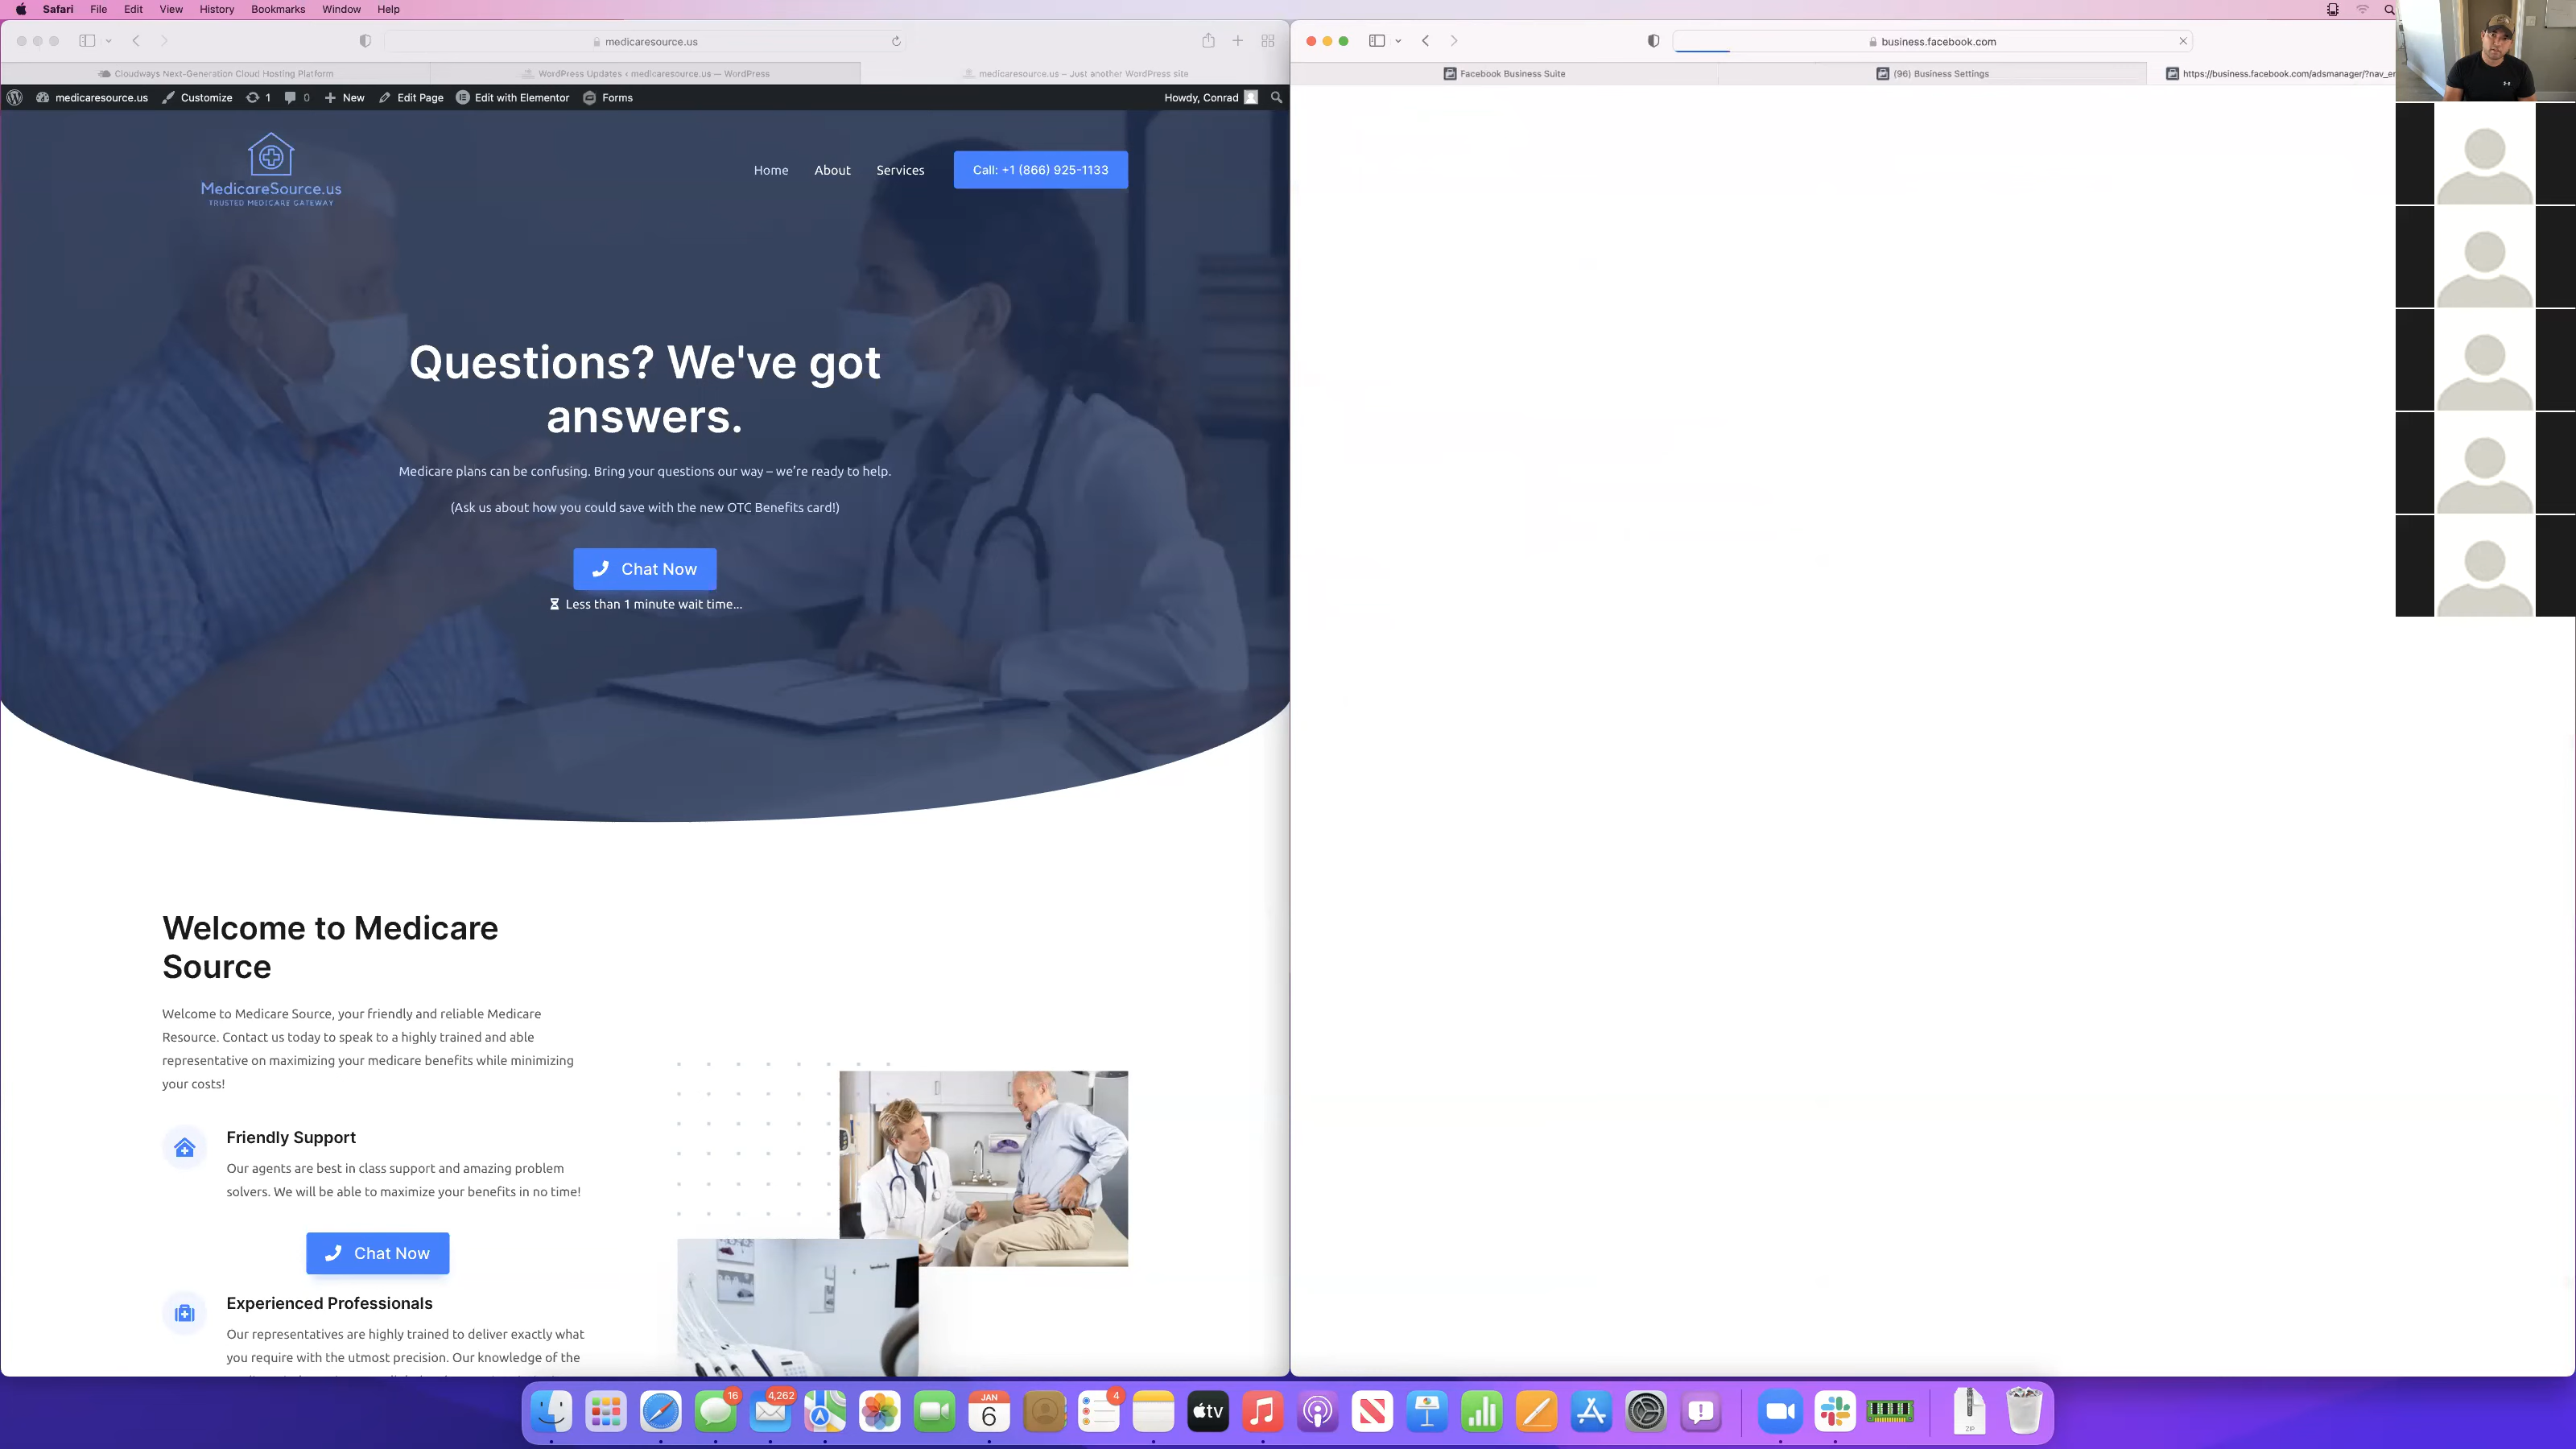 Safari File Edit View History Bookmarks Window Help
medicaresource.us
Cloudways Next-Generation Cloud Hosting Platform
WordPress Updates ‹ medicaresource.us — WordPress
medicaresource.us – Just another WordPress site
medicaresource.us Customize 1 0 New Edit Page Edit with Elementor Forms Howdy, Conrad
MedicareSource.us
TRUSTED MEDICARE GATEWAY
Home About Services Call: +1 (866) 925-1133
Questions? We've got
answers.
Medicare plans can be confusing. Bring your questions our way – we're ready to help.
(Ask us about how you could save with the new OTC Benefits card!)
Chat Now
Less than 1 minute wait time...
Welcome to Medicare
Source
Welcome to Medicare Source, your friendly and reliable Medicare
Resource. Contact us today to speak to a highly trained and able
representative on maximizing your medicare benefits while minimizing
your costs!
Friendly Support
Our agents are best in class support and amazing problem
solvers. We will be able to maximize your benefits in no time!
Chat Now
Experienced Professionals
Our representatives are highly trained to deliver exactly what
you require with the utmost precision. Our knowledge of the
business.facebook.com
Facebook Business Suite
(96) Business Settings
https://business.facebook.com/adsmanager/?nav_er
16
4,262
JAN
6
4
tv
ZIP